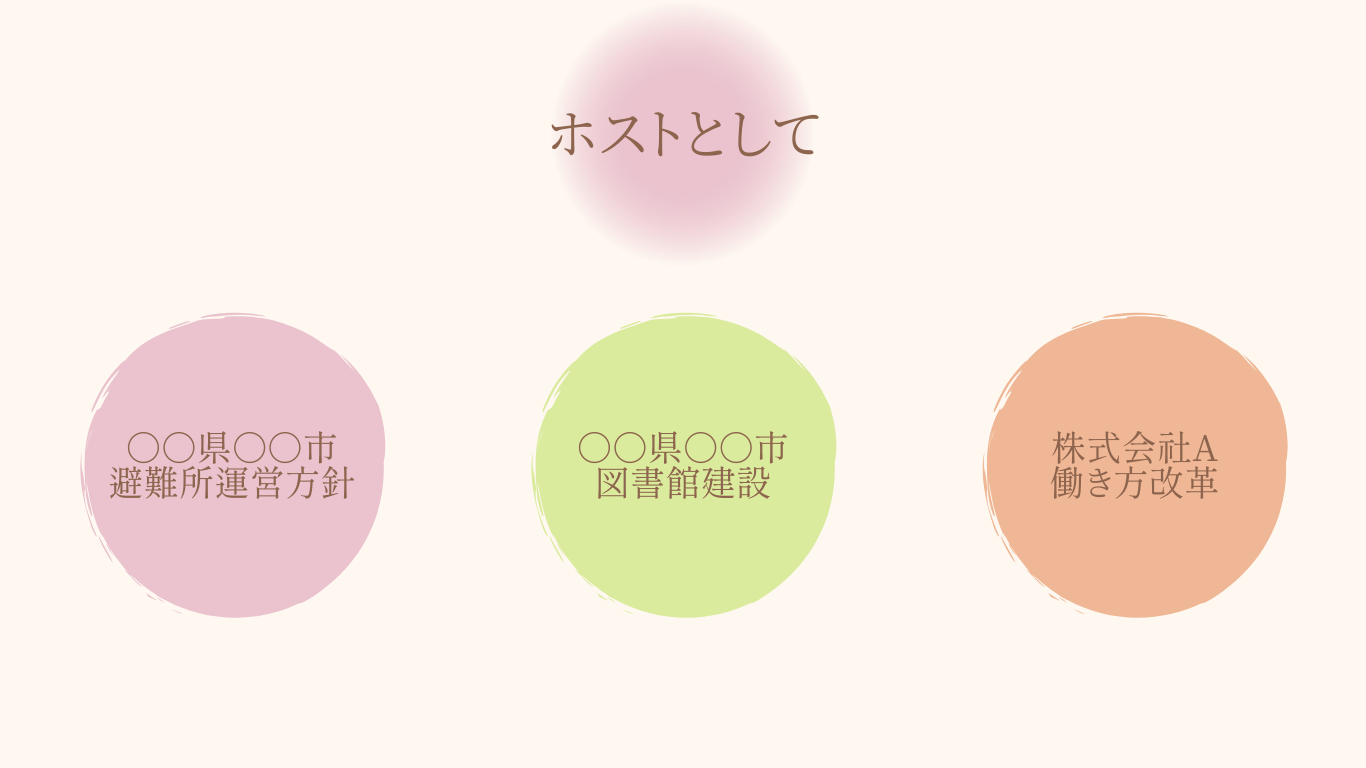 ホストとして
〇〇県〇〇市
避難所運営方針
〇〇県〇〇市
図書館建設
株式会社A
働き方改革